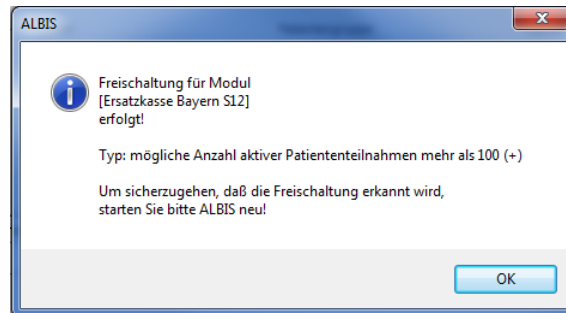 ALBIS
Freischaltung für Modul
[Ersatzkasse Bayern S12]
erfolgt!
Typ: mögliche Anzahl aktiver Patiententeilnahmen mehr als 100 (+)
Um sicherzugehen, daß die Freischaltung erkannt wird,
starten Sie bitte ALBIS neu!
OK